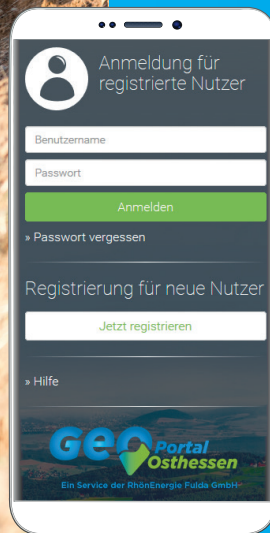 Anmeldung für
registrierte Nutzer
Benutzername
Passwort
Anmelden
» Passwort vergessen
Registrierung für neue Nutzer
Jetzt registrieren
» Hilfe
GEO Portal
Osthessen
Ein Service der RhönEnergie Fulda GmbH